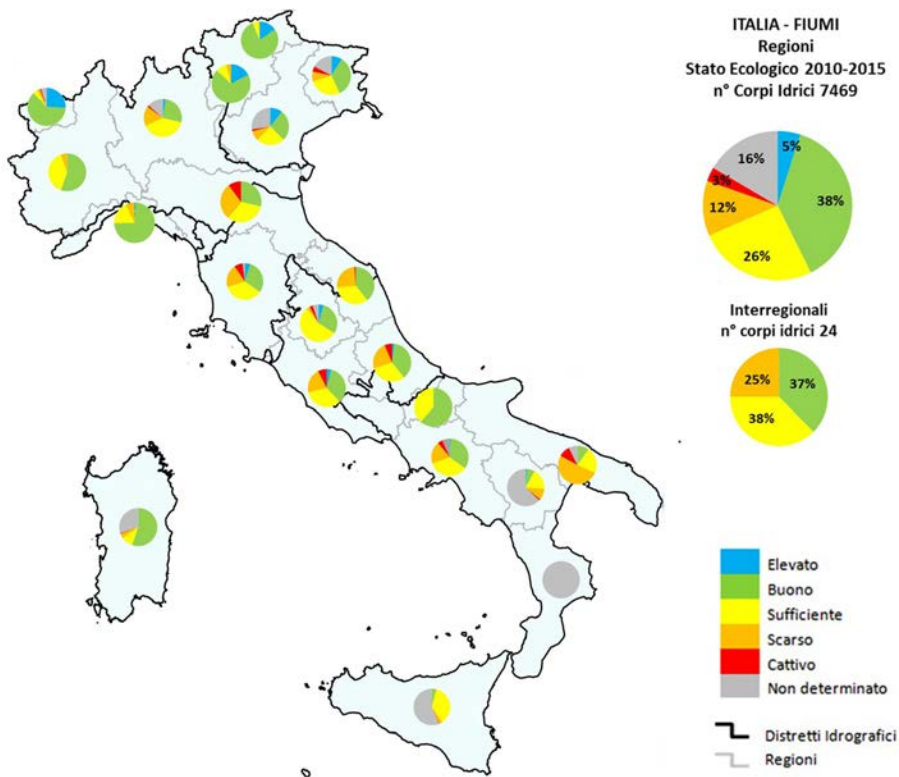 ITALIA - FIUMI
Regioni
Stato Ecologico 2010-2015
n° Corpi Idrici 7469
5%
38%
26%
12%
3%
16%
Interregionali
n° corpi idrici 24
37%
38%
25%
Elevato
Buono
Sufficiente
Scarso
Cattivo
Non determinato
Distretti Idrografici
Regioni